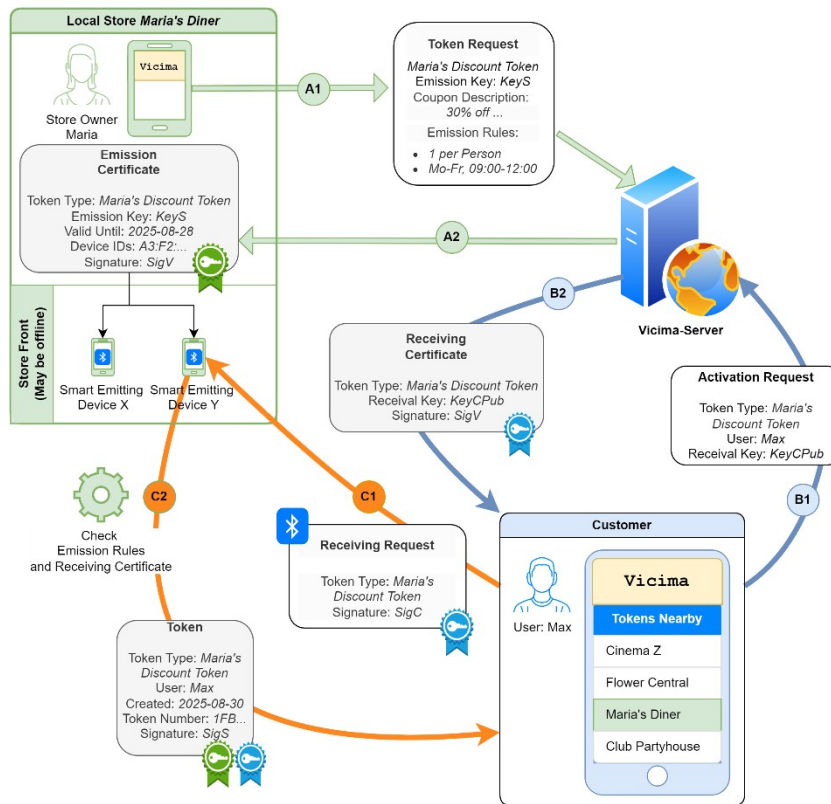 Local Store Maria's Diner
Vicima
Store Owner
Maria
A1
Token Request
Maria's Discount Token
Emission Key: KeyS
Coupon Description:
30% off ...
Emission Rules:
• 1 per Person
• Mo-Fr, 09:00-12:00
Emission
Certificate
Token Type: Maria's Discount Token
Emission Key: KeyS
Valid Until: 2025-08-28
Device IDs: A3:F2:...
Signature: SigV
A2
Vicima-Server
Store Front
(May be offline)
Smart Emitting
Device X
Smart Emitting
Device Y
B2
Receiving
Certificate
Token Type: Maria's Discount Token
Receival Key: KeyCPub
Signature: SigV
Activation Request
Token Type: Maria's
Discount Token
User: Max
Receival Key: KeyCPub
B1
C2
C1
Check
Emission Rules
and Receiving Certificate
Receiving Request
Token Type: Maria's
Discount Token
Signature: SigC
Token
Token Type: Maria's
Discount Token
User: Max
Created: 2025-08-30
Token Number: 1FB...
Signature: SigS
Customer
User: Max
Vicima
Tokens Nearby
Cinema Z
Flower Central
Maria's Diner
Club Partyhouse